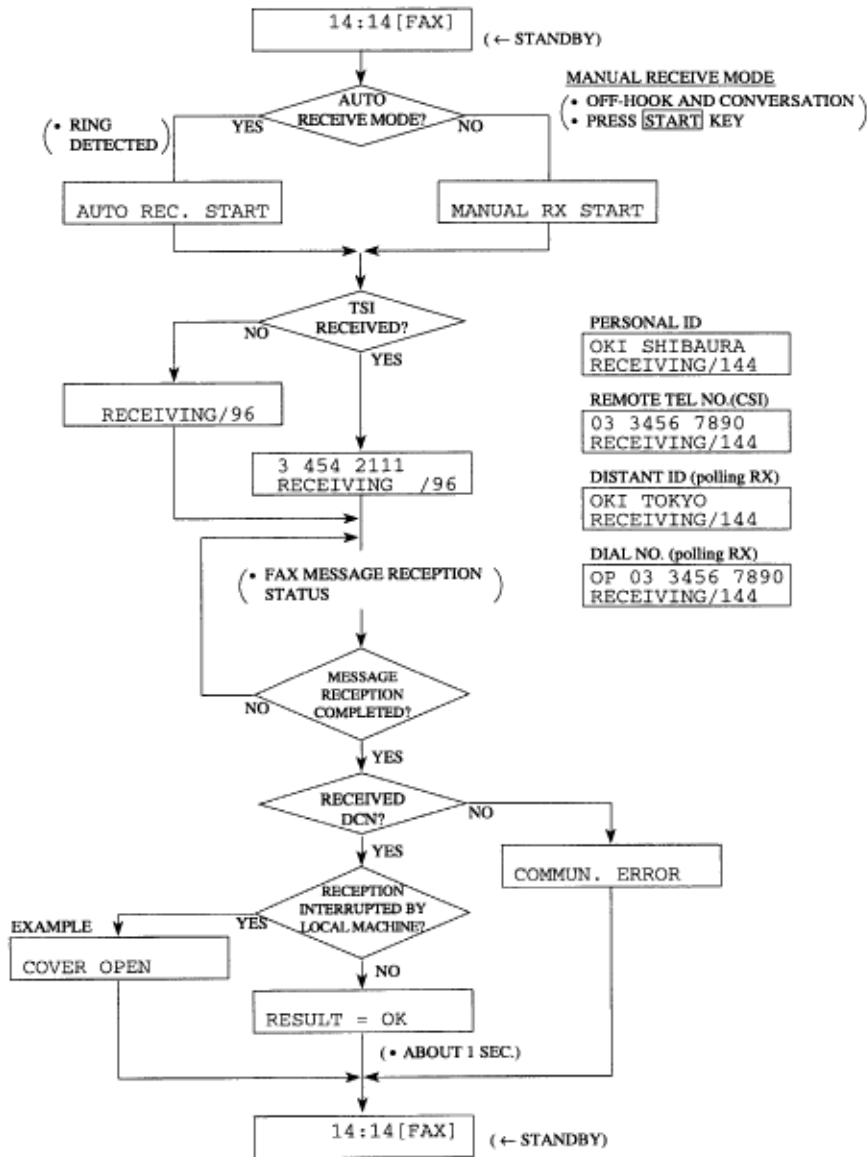 14:14[FAX]
(← STANDBY)
MANUAL RECEIVE MODE
• OFF-HOOK AND CONVERSATION
• PRESS START KEY
AUTO
RECEIVE MODE?
YES
NO
• RING
DETECTED
AUTO REC. START
MANUAL RX START
TSI
RECEIVED?
NO
YES
RECEIVING/96
3 454 2111
RECEIVING /96
PERSONAL ID
OKI SHIBAURA
RECEIVING/144
REMOTE TEL NO.(CSI)
03 3456 7890
RECEIVING/144
DISTANT ID (polling RX)
OKI TOKYO
RECEIVING/144
DIAL NO. (polling RX)
OP 03 3456 7890
RECEIVING/144
• FAX MESSAGE RECEPTION
STATUS
MESSAGE
RECEPTION
COMPLETED?
NO
YES
RECEIVED
DCN?
NO
YES
COMMUN. ERROR
RECEPTION
INTERRUPTED BY
LOCAL MACHINE?
YES
NO
EXAMPLE
COVER OPEN
RESULT = OK
(• ABOUT 1 SEC.)
14:14[FAX]
(← STANDBY)